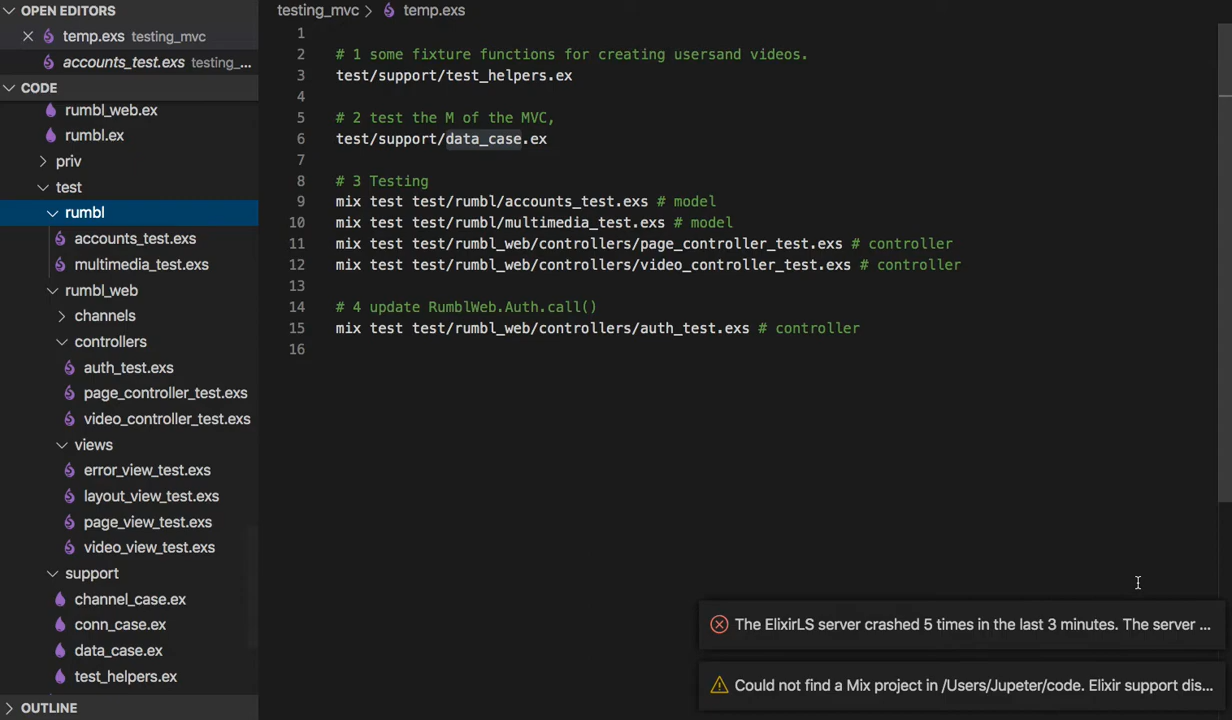 OPEN EDITORS
temp.exs testing_mvc
accounts_test.exs testing_...
CODE
rumbl_web.ex
rumbl.ex
priv
test
rumbl
accounts_test.exs
multimedia_test.exs
rumbl_web
channels
controllers
auth_test.exs
page_controller_test.exs
video_controller_test.exs
views
error_view_test.exs
layout_view_test.exs
page_view_test.exs
video_view_test.exs
support
channel_case.ex
conn_case.ex
data_case.ex
test_helpers.ex
OUTLINE
testing_mvc > temp.exs
1
2 # 1 some fixture functions for creating usersand videos.
3 test/support/test_helpers.ex
4
5 # 2 test the M of the MVC,
6 test/support/data_case.ex
7
8 # 3 Testing
9 mix test test/rumbl/accounts_test.exs # model
10 mix test test/rumbl/multimedia_test.exs # model
11 mix test test/rumbl_web/controllers/page_controller_test.exs # controller
12 mix test test/rumbl_web/controllers/video_controller_test.exs # controller
13
14 # 4 update RumblWeb.Auth.call()
15 mix test test/rumbl_web/controllers/auth_test.exs # controller
16
The ElixirLS server crashed 5 times in the last 3 minutes. The server ...
Could not find a Mix project in /Users/Jupeter/code. Elixir support dis...